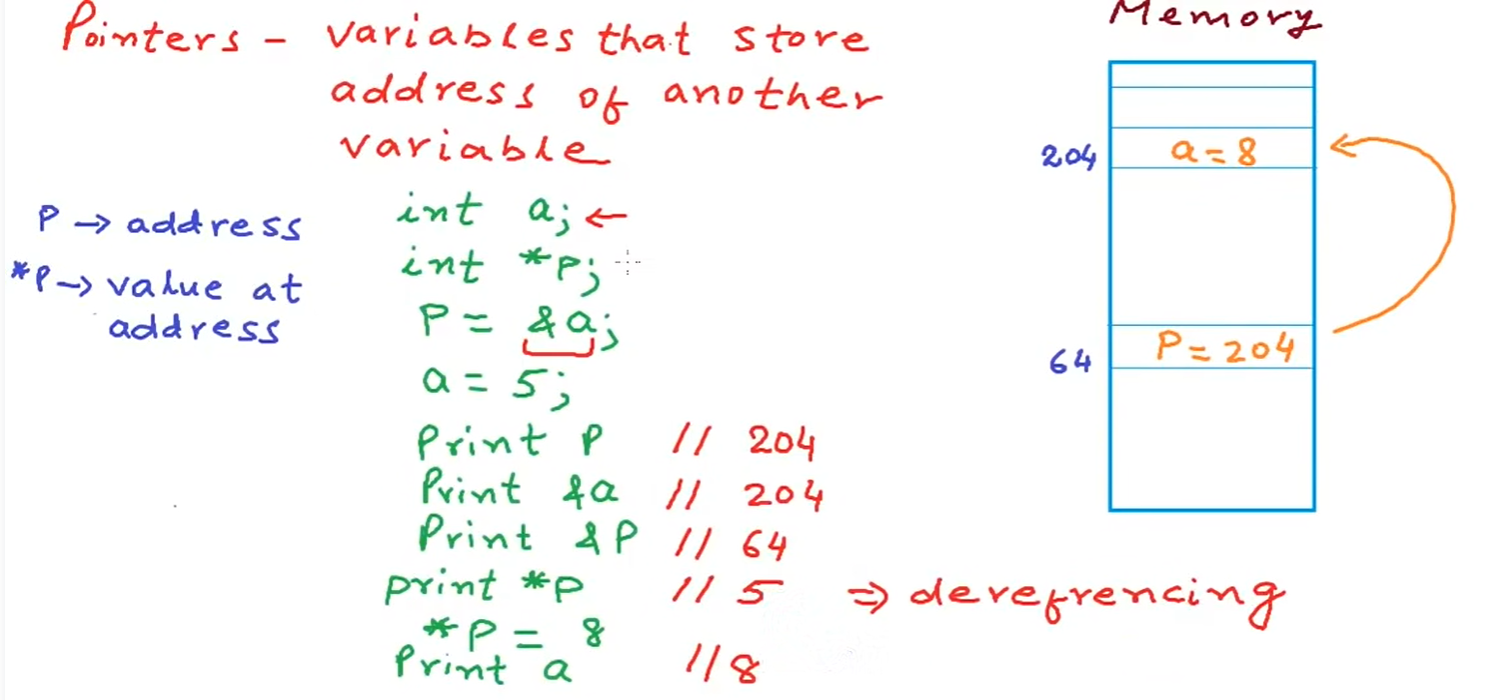 Pointers - variables that store
address of another
variable
P → address
*P → value at
address
int a; ←
int *P;
P = &a;
a = 5;
Print P // 204
Print &a // 204
Print &P // 64
print *p // 5 ⇒ derefrencing
*P = 8
Print a // 8
Memory
204 a = 8
64 P = 204